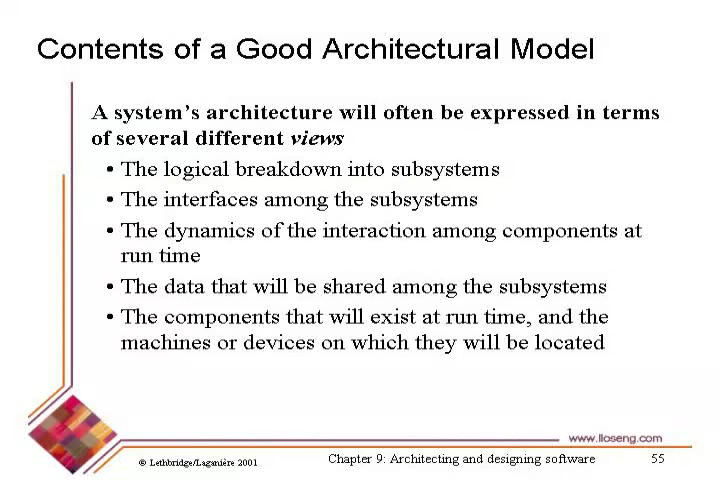 Contents of a Good Architectural Model
A system's architecture will often be expressed in terms
of several different views
• The logical breakdown into subsystems
• The interfaces among the subsystems
• The dynamics of the interaction among components at
run time
• The data that will be shared among the subsystems
• The components that will exist at run time, and the
machines or devices on which they will be located
www.lloseng.com
© Lethbridge/Laganière 2001
Chapter 9: Architecting and designing software
55